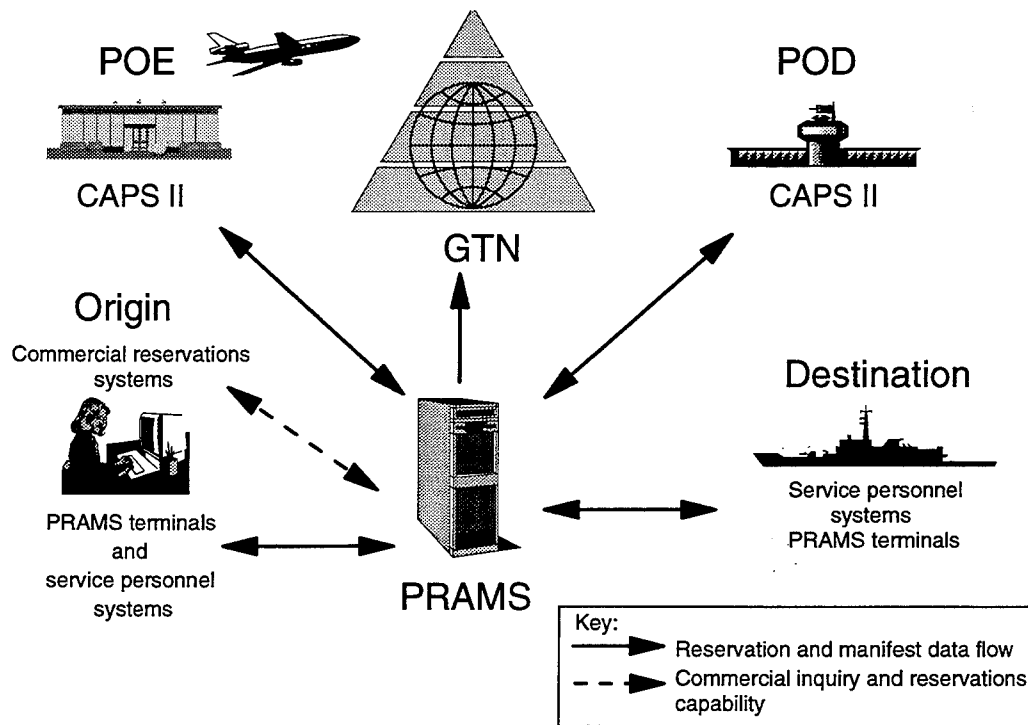 POE
POD
CAPS II
CAPS II
GTN
Origin
Commercial reservations
systems
Destination
PRAMS terminals
and
service personnel
systems
Service personnel
systems
PRAMS terminals
PRAMS
Key:
Reservation and manifest data flow
Commercial inquiry and reservations
capability